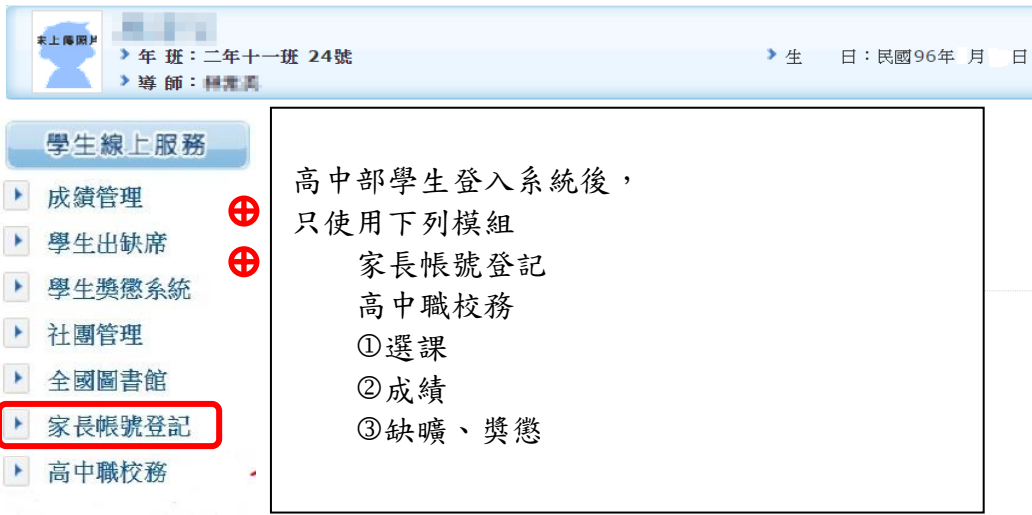 未上傳照片
年 班：二年十一班 24號
生 日：民國96年 月 日
導 師：
學生線上服務
成績管理
學生出缺席
學生獎懲系統
社團管理
全國圖書館
家長帳號登記
高中職校務
高中部學生登入系統後，
只使用下列模組
家長帳號登記
高中職校務
①選課
②成績
③缺曠、獎懲